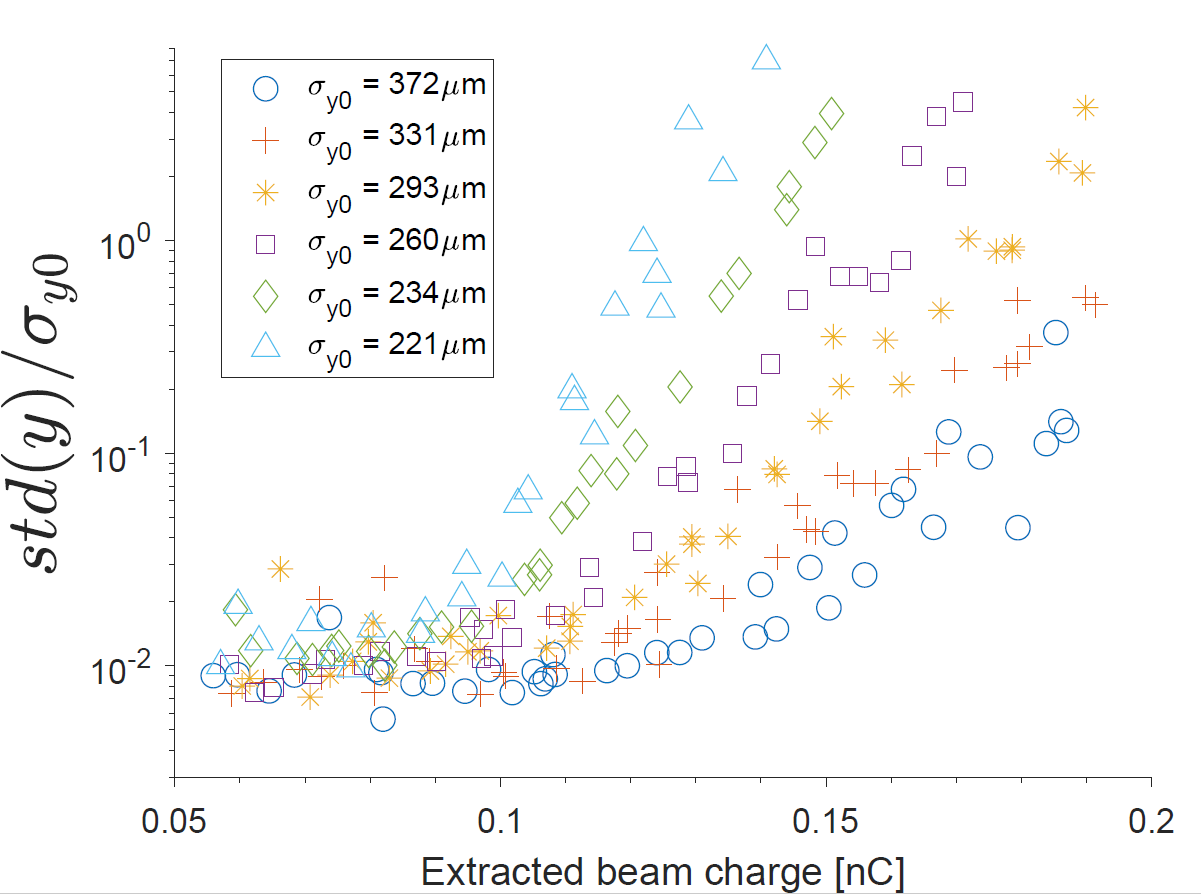 σy0 = 372μm
σy0 = 331μm
σy0 = 293μm
σy0 = 260μm
σy0 = 234μm
σy0 = 221μm
10^0
10^-1
10^-2
std(y)/σy0
0.05 0.1 0.15 0.2
Extracted beam charge [nC]